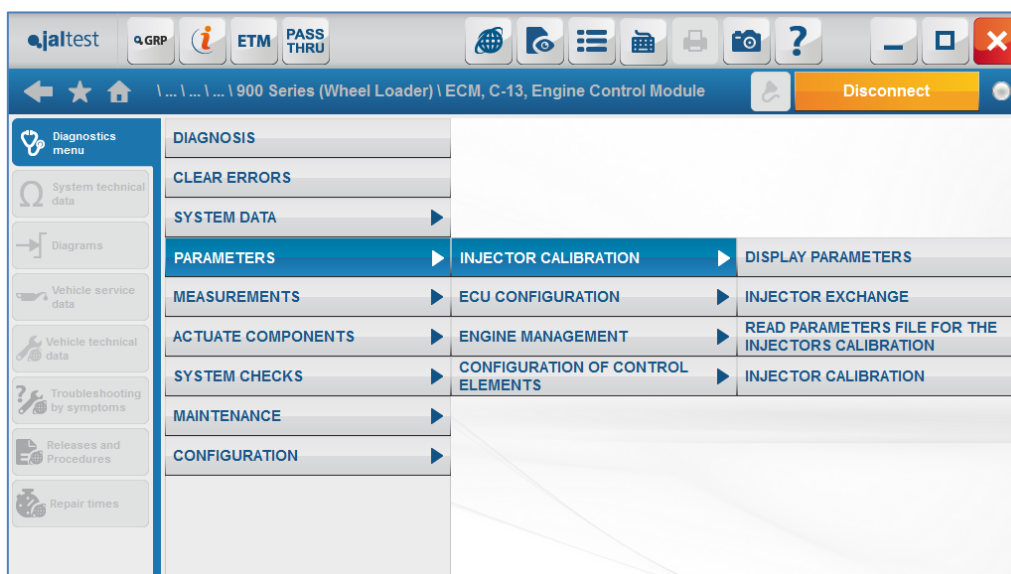 jaltest
GRP
i
ETM
PASS
THRU
?
\ ... \ ... \ ... \ 900 Series (Wheel Loader) \ ECM, C-13, Engine Control Module
Disconnect
Diagnostics
menu
System technical
data
Diagrams
Vehicle service
data
Vehicle technical
data
Troubleshooting
by symptoms
Releases and
Procedures
Repair times
DIAGNOSIS
CLEAR ERRORS
SYSTEM DATA
PARAMETERS
MEASUREMENTS
ACTUATE COMPONENTS
SYSTEM CHECKS
MAINTENANCE
CONFIGURATION
INJECTOR CALIBRATION
ECU CONFIGURATION
ENGINE MANAGEMENT
CONFIGURATION OF CONTROL
ELEMENTS
DISPLAY PARAMETERS
INJECTOR EXCHANGE
READ PARAMETERS FILE FOR THE
INJECTORS CALIBRATION
INJECTOR CALIBRATION